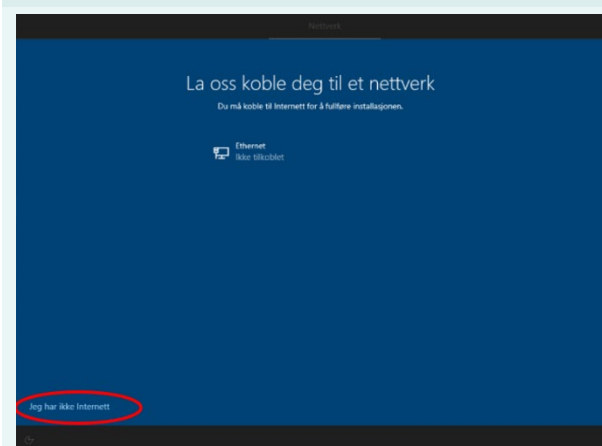 Nettverk
La oss koble deg til et nettverk
Du må koble til Internett for å fullføre installasjonen.
Ethernet
Ikke tilkoblet
Jeg har ikke Internett